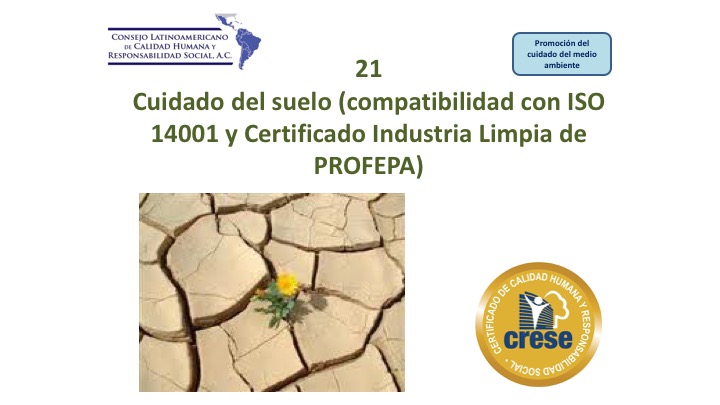 CONSEJO LATINOAMERICANO
DE CALIDAD HUMANA Y
RESPONSABILIDAD SOCIAL, A.C.
Promoción del
cuidado del medio
ambiente
21
Cuidado del suelo (compatibilidad con ISO
14001 y Certificado Industria Limpia de
PROFEPA)
• CERTIFICADO DE CALIDAD HUMANA Y RESPONSABILIDAD SOCIAL
crese